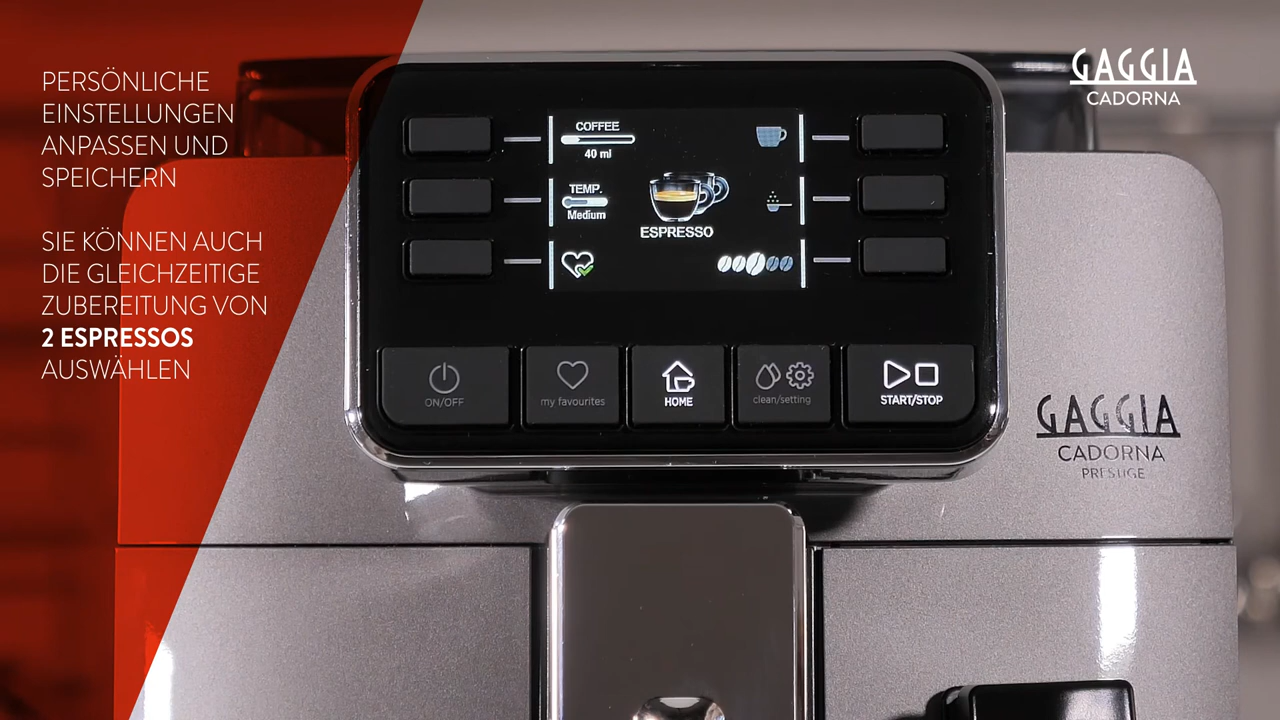 PERSÖNLICHE
EINSTELLUNGEN
ANPASSEN UND
SPEICHERN
SIE KÖNNEN AUCH
DIE GLEICHZEITIGE
ZUBEREITUNG VON
2 ESPRESSOS
AUSWÄHLEN
GAGGIA
CADORNA
COFFEE
40 ml
TEMP.
Medium
ESPRESSO
ON/OFF
my favourites
HOME
clean/setting
START/STOP
GAGGIA
CADORNA
PRESTIGE